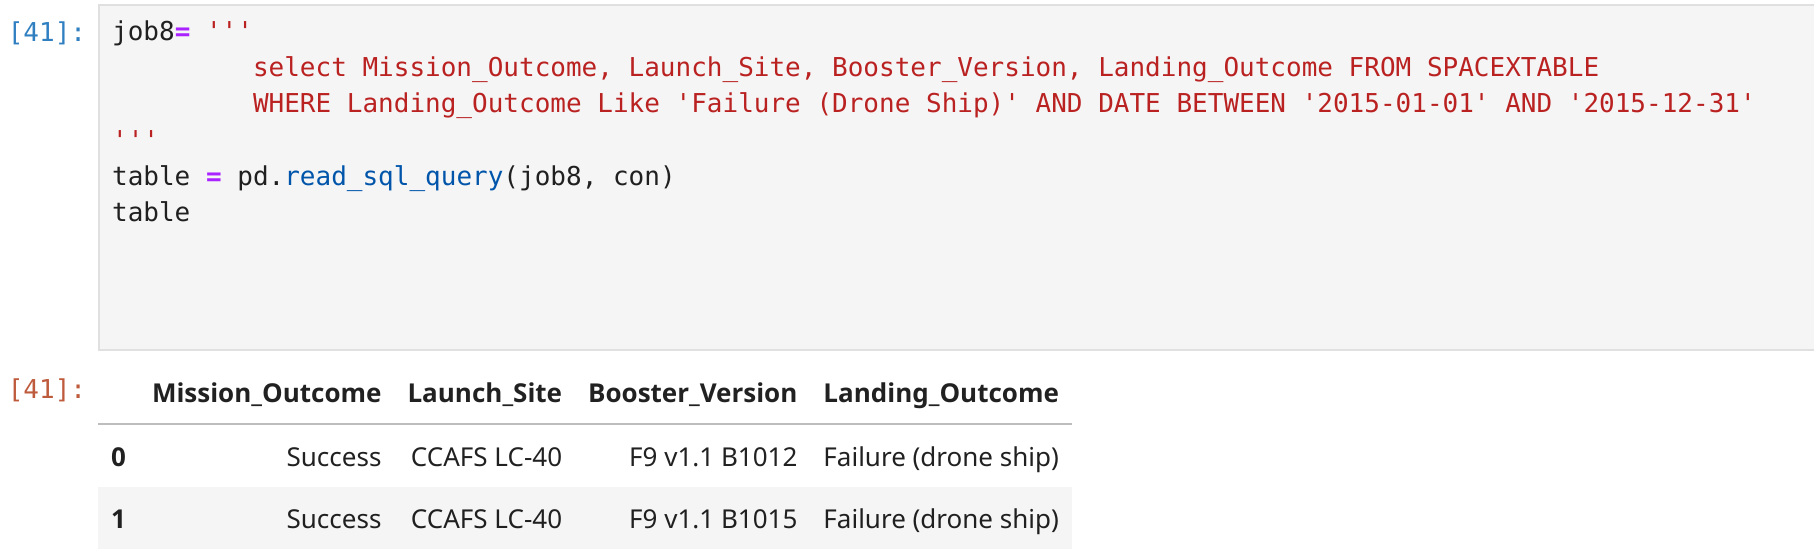 [41]: job8= '''
select Mission_Outcome, Launch_Site, Booster_Version, Landing_Outcome FROM SPACEXTABLE
WHERE Landing_Outcome Like 'Failure (Drone Ship)' AND DATE BETWEEN '2015-01-01' AND '2015-12-31'
'''
table = pd.read_sql_query(job8, con)
table
[41]: Mission_Outcome Launch_Site Booster_Version Landing_Outcome
0 Success CCAFS LC-40 F9 v1.1 B1012 Failure (drone ship)
1 Success CCAFS LC-40 F9 v1.1 B1015 Failure (drone ship)